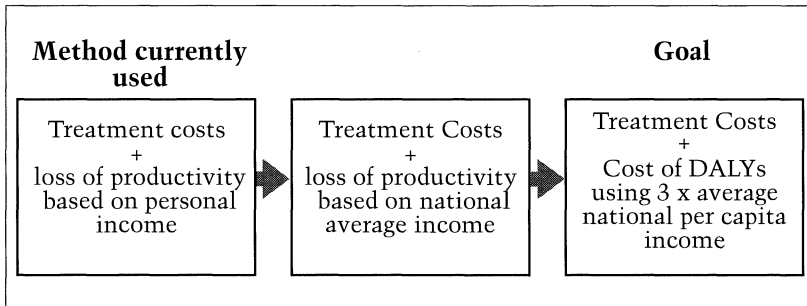 Method currently
used
Goal
Treatment costs
+
loss of productivity
based on personal
income
Treatment Costs
+
loss of productivity
based on national
average income
Treatment Costs
+
Cost of DALYs
using 3 x average
national per capita
income